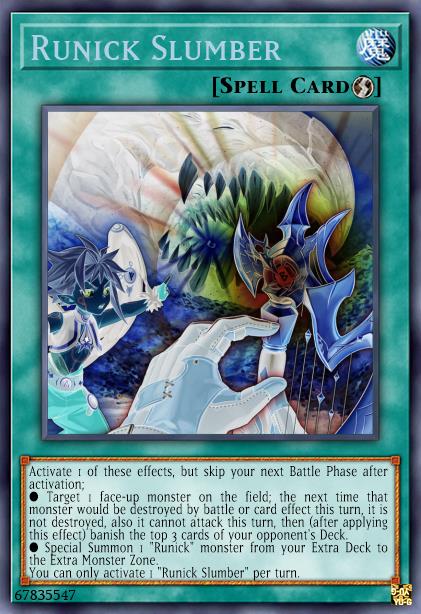 Runick Slumber
魔
[Spell Card]
Activate 1 of these effects, but skip your next Battle Phase after
activation;
● Target 1 face-up monster on the field; the next time that
monster would be destroyed by battle or card effect this turn, it is
not destroyed, also it cannot attack this turn, then (after applying
this effect) banish the top 3 cards of your opponent's Deck.
● Special Summon 1 "Runick" monster from your Extra Deck to
the Extra Monster Zone.
You can only activate 1 "Runick Slumber" per turn.
67835547